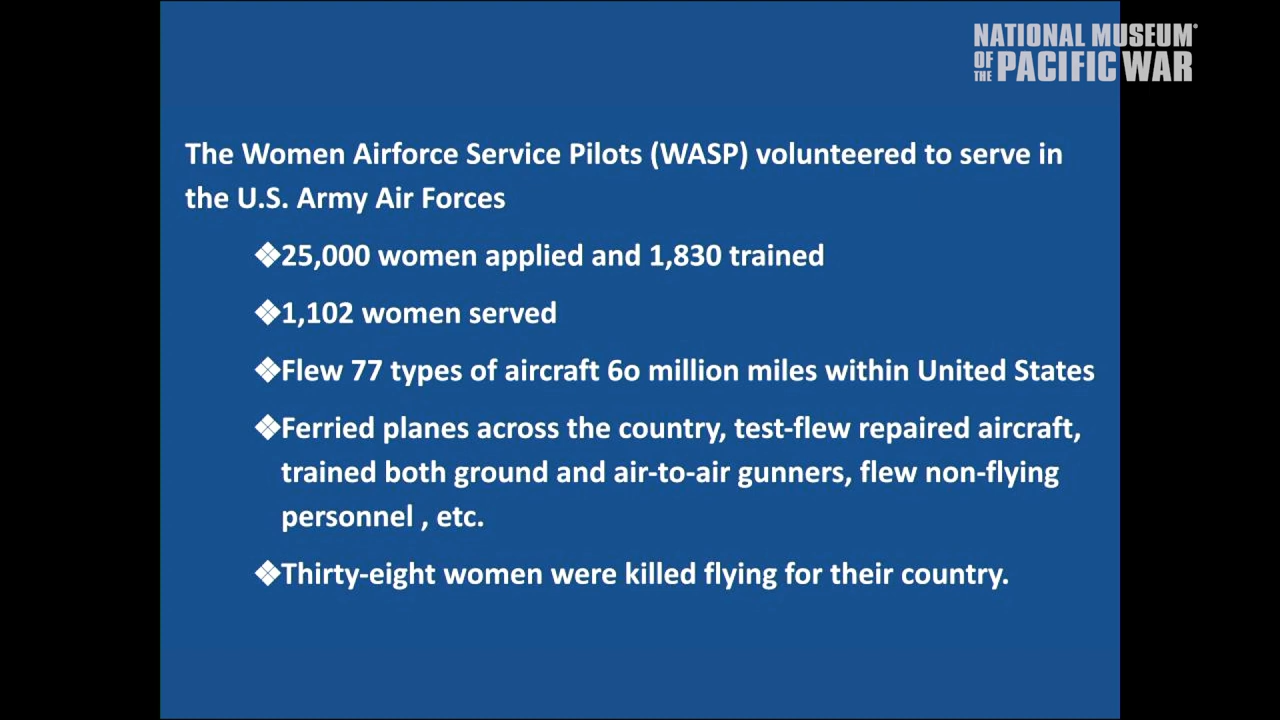 NATIONAL MUSEUM
OF THE PACIFIC WAR
The Women Airforce Service Pilots (WASP) volunteered to serve in
the U.S. Army Air Forces
❖25,000 women applied and 1,830 trained
❖1,102 women served
❖Flew 77 types of aircraft 6o million miles within United States
❖Ferried planes across the country, test-flew repaired aircraft,
trained both ground and air-to-air gunners, flew non-flying
personnel , etc.
❖Thirty-eight women were killed flying for their country.